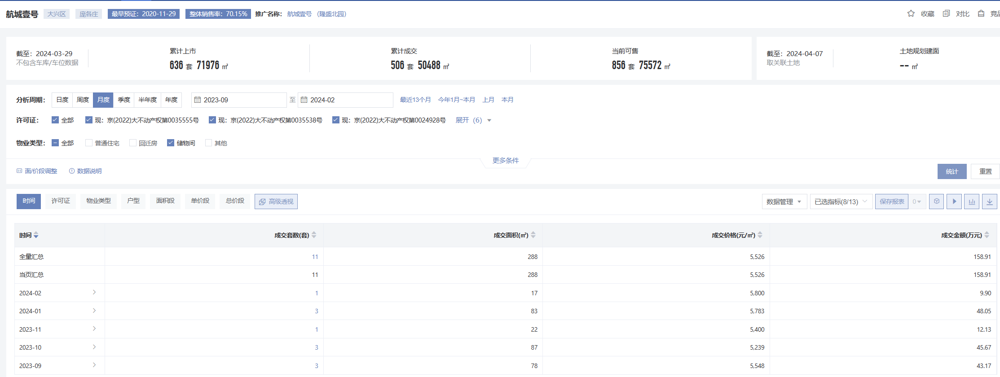 航城壹号 大兴区 庞各庄 最早预证：2020-11-29 整体销售率：70.15% 推广名称： 航城壹号 （隆盛北园） 收藏 对比
截至：2024-03-29
不包含车库/车位数据
累计上市
636 套 71976 ㎡
累计成交
506 套 50488 ㎡
当前可售
856 套 75572 ㎡
截至：2024-04-07
取关联土地
土地规划建面
-- ㎡
分析周期： 日度 周度 月度 季度 半年度 年度 2023-09 至 2024-02 最近13个月 今年1月~本月 上月 本月
许可证： 全部 现：京(2022)大不动产权第0035555号 现：京(2022)大不动产权第0035538号 现：京(2022)大不动产权第0024928号 展开 (6)
物业类型： 全部 普通住宅 回迁房 储物间 其他
更多条件
面/价段调整 数据说明 统计 重置
时间 许可证 物业类型 户型 面积段 单价段 总价段 高级透视 数据管理 已选指标(8/13) 保存报表 0
时间 成交套数(套) 成交面积(㎡) 成交价格(元/㎡) 成交金额(万元)
全量汇总 11 288 5,526 158.91
当页汇总 11 288 5,526 158.91
2024-02 1 17 5,800 9.90
2024-01 3 83 5,783 48.05
2023-11 1 22 5,400 12.13
2023-10 3 87 5,239 45.67
2023-09 3 78 5,548 43.17